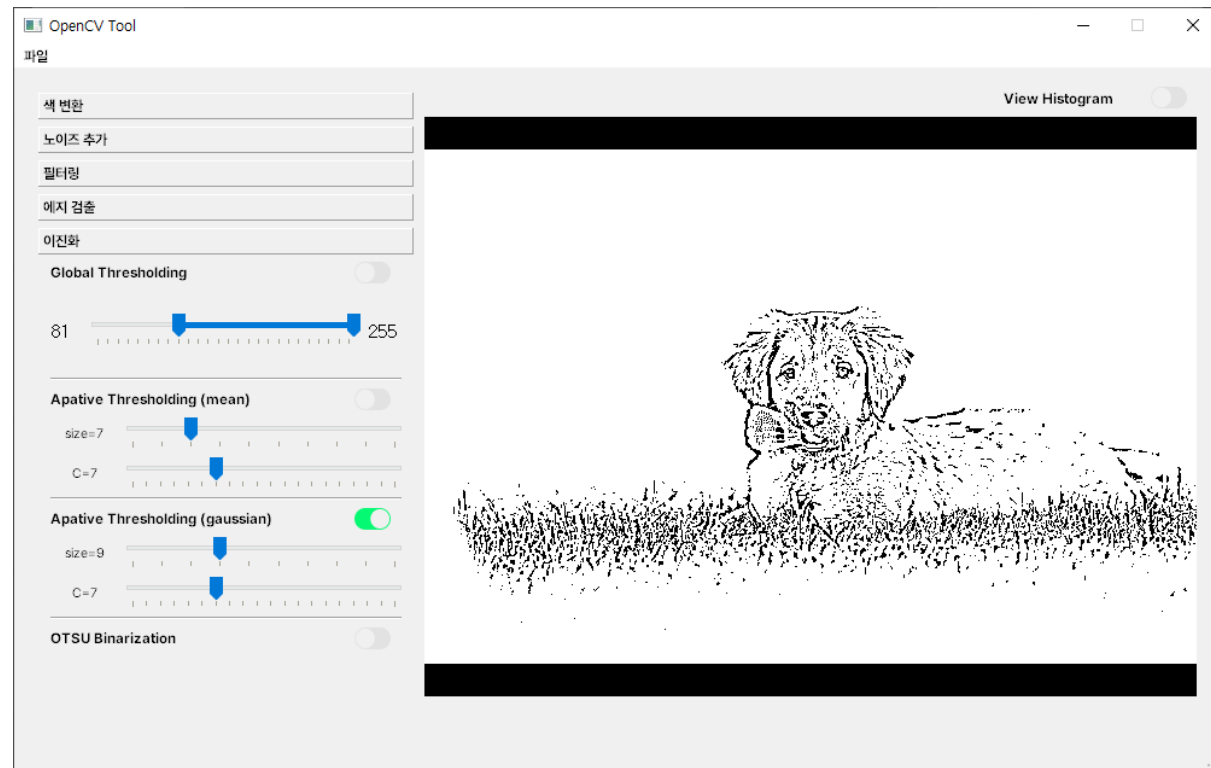 OpenCV Tool
파일
View Histogram
색 변환
노이즈 추가
필터링
에지 검출
이진화
Global Thresholding
81 255
Apative Thresholding (mean)
size=7
C=7
Apative Thresholding (gaussian)
size=9
C=7
OTSU Binarization